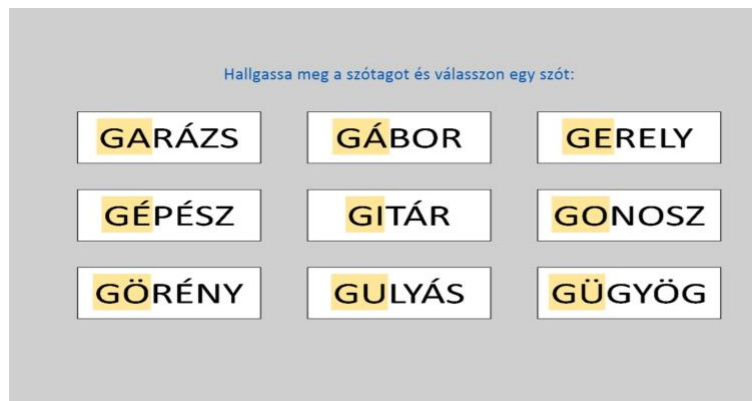 Hallgassa meg a szótagot és válasszon egy szót:
GARÁZS GÁBOR GERELY
GÉPÉSZ GITÁR GONOSZ
GÖRÉNY GULYÁS GÜGYÖG